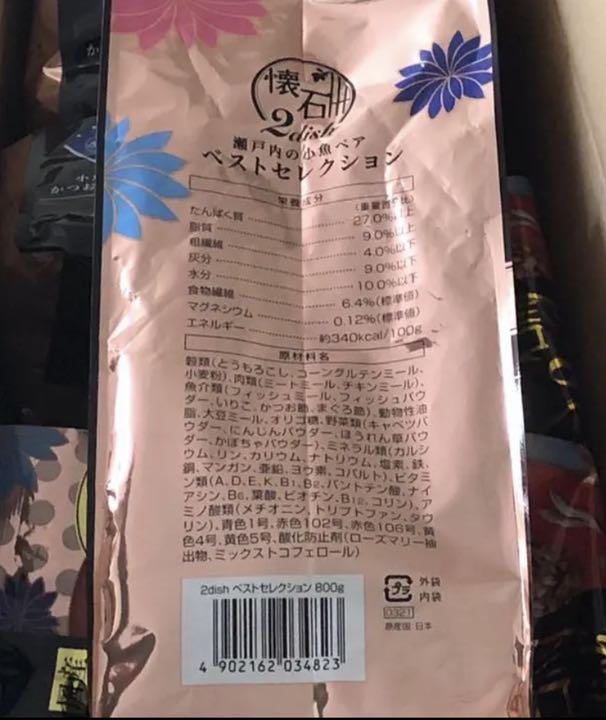 懐石
2dish
瀬戸内の小魚ペア
ベストセレクション
栄養成分
(重量百分比)
たんぱく質 27.0%以上
脂質 9.0%以上
粗繊維 4.0%以下
灰分 9.0%以下
水分 10.0%以下
食物繊維 6.4%(標準値)
マグネシウム 0.12%(標準値)
エネルギー 約340kcal/100g
原材料名
穀類(とうもろこし、コーングルテンミール、
小麦粉)、肉類(ミートミール、チキンミール)、
魚介類(フィッシュミール、フィッシュパウ
ダー、いりこ、かつお節、まぐろ節)、動物性油
脂、大豆ミール、オリゴ糖、野菜類(キャベツパ
ウダー、にんじんパウダー、ほうれん草パウ
ダー、かぼちゃパウダー)、ミネラル類(カルシ
ウム、リン、カリウム、ナトリウム、塩素、鉄、
銅、マンガン、亜鉛、ヨウ素、コバルト)、ビタミ
ン類(A、D、E、K、B1、B2、パントテン酸、ナイ
アシン、B6、葉酸、ビオチン、B12、コリン)、ア
ミノ酸類(メチオニン、トリプトファン、タウ
リン)、青色1号、赤色102号、赤色106号、黄
色4号、黄色5号、酸化防止剤(ローズマリー抽
出物、ミックストコフェロール)
2dish ベストセレクション 800g
4 902162 034823
プラ
外袋
内袋
0321
原産国:日本
かつお